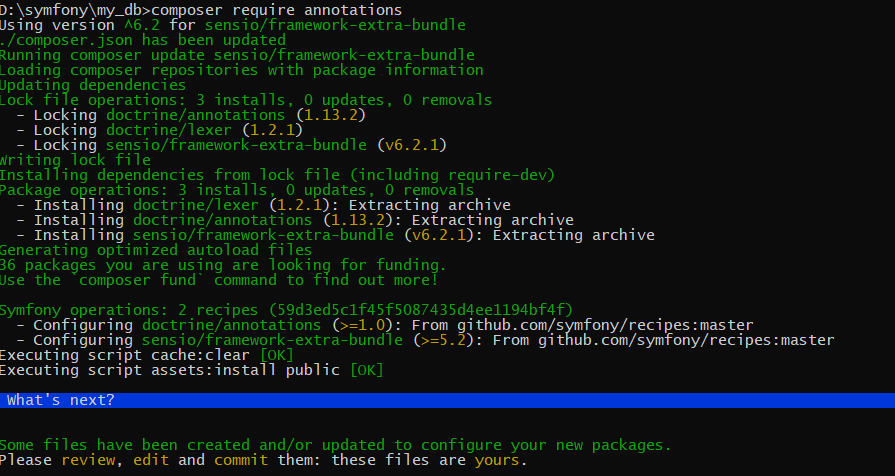 D:\symfony\my_db>composer require annotations
Using version ^6.2 for sensio/framework-extra-bundle
./composer.json has been updated
Running composer update sensio/framework-extra-bundle
Loading composer repositories with package information
Updating dependencies
Lock file operations: 3 installs, 0 updates, 0 removals
- Locking doctrine/annotations (1.13.2)
- Locking doctrine/lexer (1.2.1)
- Locking sensio/framework-extra-bundle (v6.2.1)
Writing lock file
Installing dependencies from lock file (including require-dev)
Package operations: 3 installs, 0 updates, 0 removals
- Installing doctrine/lexer (1.2.1): Extracting archive
- Installing doctrine/annotations (1.13.2): Extracting archive
- Installing sensio/framework-extra-bundle (v6.2.1): Extracting archive
Generating optimized autoload files
36 packages you are using are looking for funding.
Use the `composer fund` command to find out more!
Symfony operations: 2 recipes (59d3ed5c1f45f5087435d4ee1194bf4f)
- Configuring doctrine/annotations (>=1.0): From github.com/symfony/recipes:master
- Configuring sensio/framework-extra-bundle (>=5.2): From github.com/symfony/recipes:master
Executing script cache:clear [OK]
Executing script assets:install public [OK]
What's next?
Some files have been created and/or updated to configure your new packages.
Please review, edit and commit them: these files are yours.